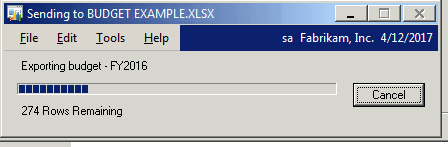 Sending to BUDGET EXAMPLE.XLSX
File Edit Tools Help sa Fabrikam, Inc. 4/12/2017
Exporting budget - FY2016
Cancel
274 Rows Remaining